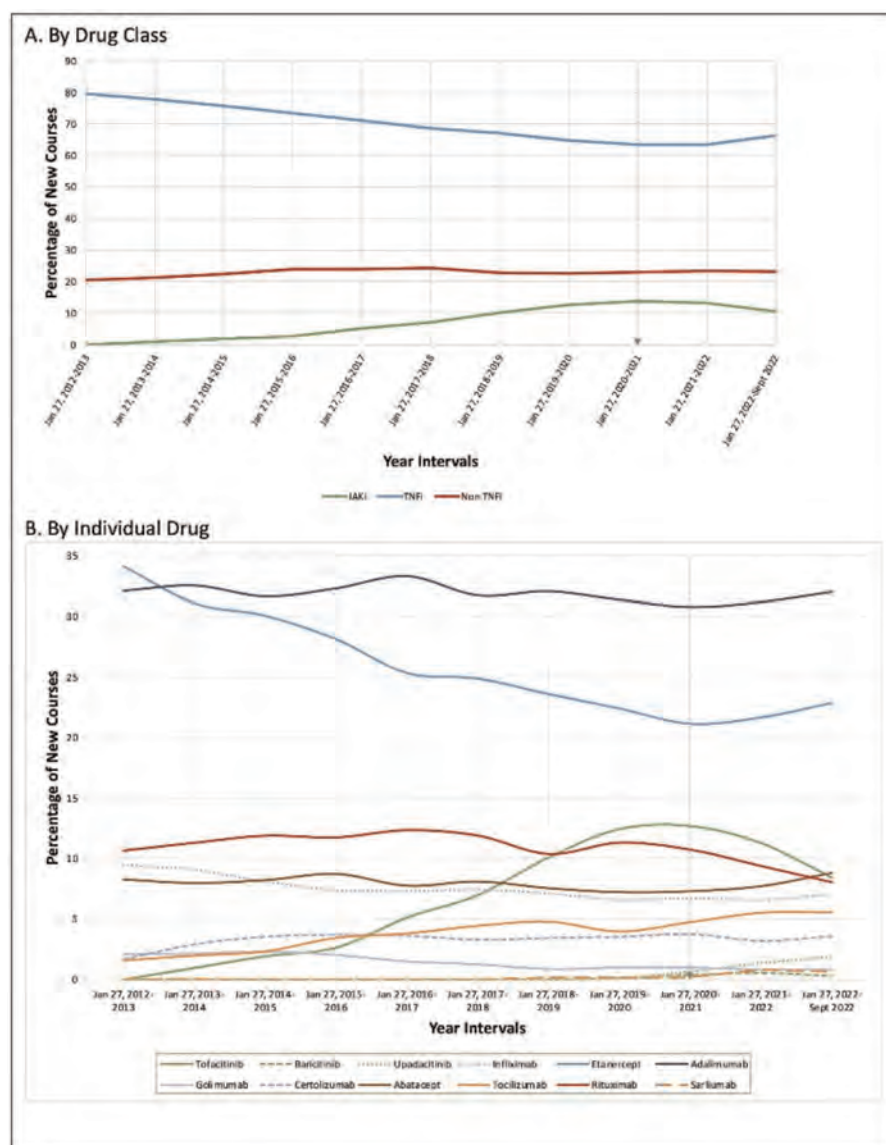 A. By Drug Class
Percentage of New Courses
90
80
70
60
50
40
30
20
10
0
Jan 27, 2012-2013
Jan 27, 2013-2014
Jan 27, 2014-2015
Jan 27, 2015-2016
Jan 27, 2016-2017
Jan 27, 2017-2018
Jan 27, 2018-2019
Jan 27, 2019-2020
Jan 27, 2020-2021
Jan 27, 2021-2022
Jan 27, 2022-Sept 2022
Year Intervals
JAKi TNFi Non TNFi
B. By Individual Drug
Percentage of New Courses
35
30
25
20
15
10
5
0
Jan 27, 2012-
2013
Jan 27, 2013-
2014
Jan 27, 2014-
2015
Jan 27, 2015-
2016
Jan 27, 2016-
2017
Jan 27, 2017-
2018
Jan 27, 2018-
2019
Jan 27, 2019-
2020
Jan 27, 2020-
2021
Jan 27, 2021-
2022
Jan 27, 2022-
Sept 2022
Year Intervals
Tofacitinib Baricitinib Upadacitinib Infliximab Etanercept Adalimumab
Golimumab Certolizumab Abatacept Tocilizumab Rituximab Sarliumab